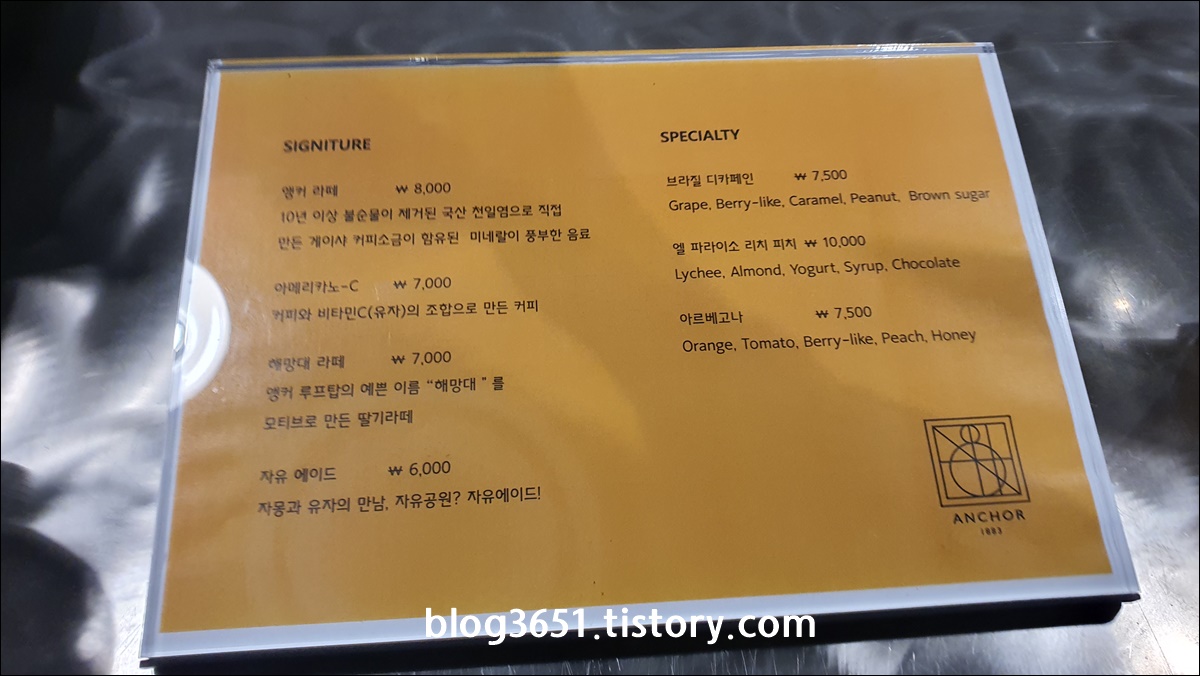 SIGNITURE
앵커 라떼 ₩ 8,000
10년 이상 불순물이 제거된 국산 천일염으로 직접
만든 게이샤 커피소금이 함유된 미네랄이 풍부한 음료
아메리카노-C ₩ 7,000
커피와 비타민C(유자)의 조합으로 만든 커피
해망대 라떼 ₩ 7,000
앵커 루프탑의 예쁜 이름 “해망대 " 를
모티브로 만든 딸기라떼
자유 에이드 ₩ 6,000
자몽과 유자의 만남, 자유공원? 자유에이드!
SPECIALTY
브라질 디카페인 ₩ 7,500
Grape, Berry-like, Caramel, Peanut, Brown sugar
엘 파라이소 리치 피치 ₩ 10,000
Lychee, Almond, Yogurt, Syrup, Chocolate
아르베고나 ₩ 7,500
Orange, Tomato, Berry-like, Peach, Honey
ANCHOR
1883
blog3651.tistory.com